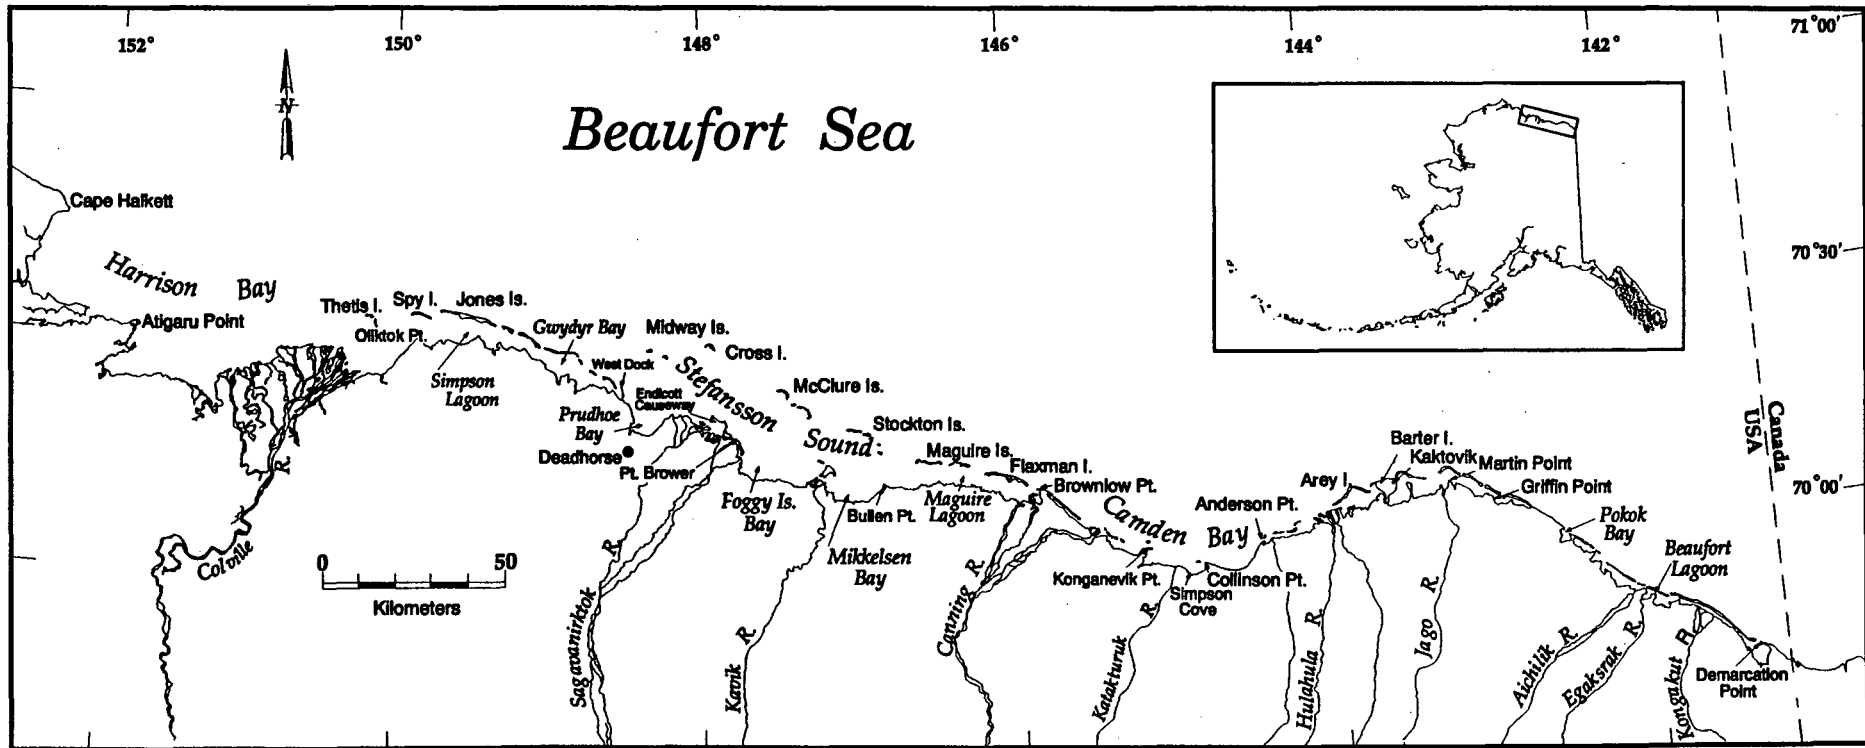 152°
150°
148°
146°
144°
142°
71°00'
N
Beaufort Sea
Cape Halkett
70°30'
Harrison Bay
Thetis I.
Spy I.
Jones Is.
Atigaru Point
Oliktok Pt.
Gwydyr Bay
Midway Is.
Cross I.
West Dock
Simpson
Lagoon
Endicott
Causeway
Stefansson
Sound
McClure Is.
Prudhoe
Bay
Stockton Is.
Deadhorse
Pt. Brower
Maguire Is.
Flaxman I.
Brownlow Pt.
Foggy Is.
Bay
Bullen Pt.
Maguire
Lagoon
Mikkelsen
Bay
Camden
Bay
Anderson Pt.
Arey I.
Barter I.
Kaktovik
Martin Point
Griffin Point
Canada
USA
70°00'
Pokok
Bay
Beaufort
Lagoon
Konganevik Pt.
Simpson
Cove
Collinson Pt.
Demarcation
Point
Colville R.
0 50
Kilometers
Sagavanirktok R.
Kavik R.
Canning R.
Katakturuk R.
Hulahula R.
Jago R.
Aichilik R.
Egaksrak R.
Kongakut R.